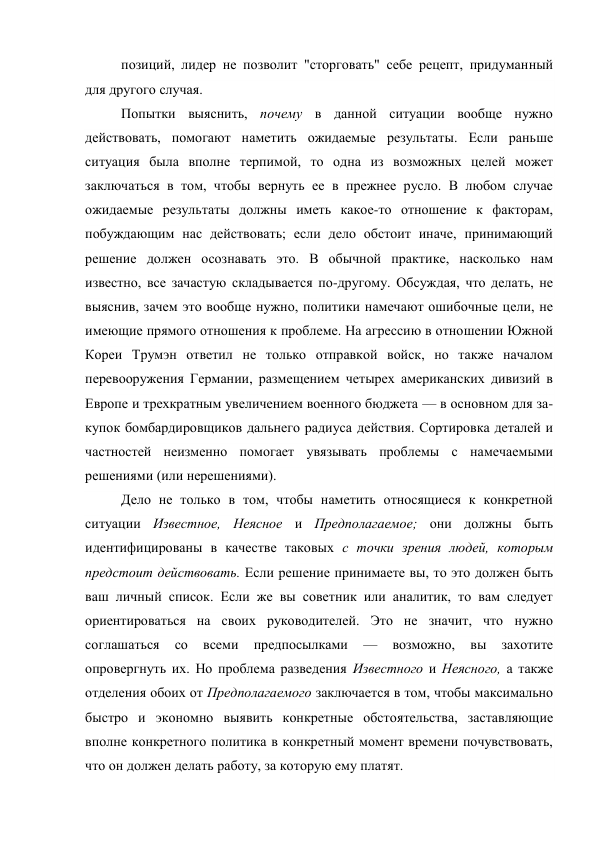 позиций, лидер не позволит "сторговать" себе рецепт, придуманный
для другого случая.
Попытки выяснить, почему в данной ситуации вообще нужно
действовать, помогают наметить ожидаемые результаты. Если раньше
ситуация была вполне терпимой, то одна из возможных целей может
заключаться в том, чтобы вернуть ее в прежнее русло. В любом случае
ожидаемые результаты должны иметь какое-то отношение к факторам,
побуждающим нас действовать; если дело обстоит иначе, принимающий
решение должен осознавать это. В обычной практике, насколько нам
известно, все зачастую складывается по-другому. Обсуждая, что делать, не
выяснив, зачем это вообще нужно, политики намечают ошибочные цели, не
имеющие прямого отношения к проблеме. На агрессию в отношении Южной
Кореи Трумэн ответил не только отправкой войск, но также началом
перевооружения Германии, размещением четырех американских дивизий в
Европе и трехкратным увеличением военного бюджета — в основном для за-
купок бомбардировщиков дальнего радиуса действия. Сортировка деталей и
частностей неизменно помогает увязывать проблемы с намечаемыми
решениями (или нерешениями).
Дело не только в том, чтобы наметить относящиеся к конкретной
ситуации Известное, Неясное и Предполагаемое; они должны быть
идентифицированы в качестве таковых с точки зрения людей, которым
предстоит действовать. Если решение принимаете вы, то это должен быть
ваш личный список. Если же вы советник или аналитик, то вам следует
ориентироваться на своих руководителей. Это не значит, что нужно
соглашаться со всеми предпосылками — возможно, вы захотите
опровергнуть их. Но проблема разведения Известного и Неясного, а также
отделения обоих от Предполагаемого заключается в том, чтобы максимально
быстро и экономно выявить конкретные обстоятельства, заставляющие
вполне конкретного политика в конкретный момент времени почувствовать,
что он должен делать работу, за которую ему платят.